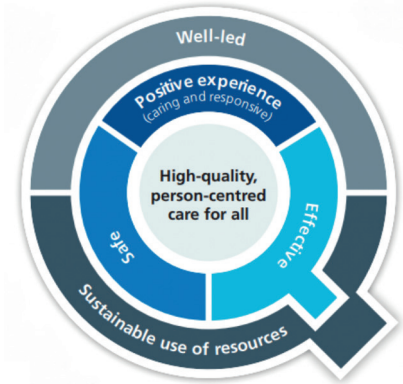 Well-led
Positive experience
(caring and responsive)
High-quality,
person-centred
care for all
Safe
Effective
Sustainable use of resources